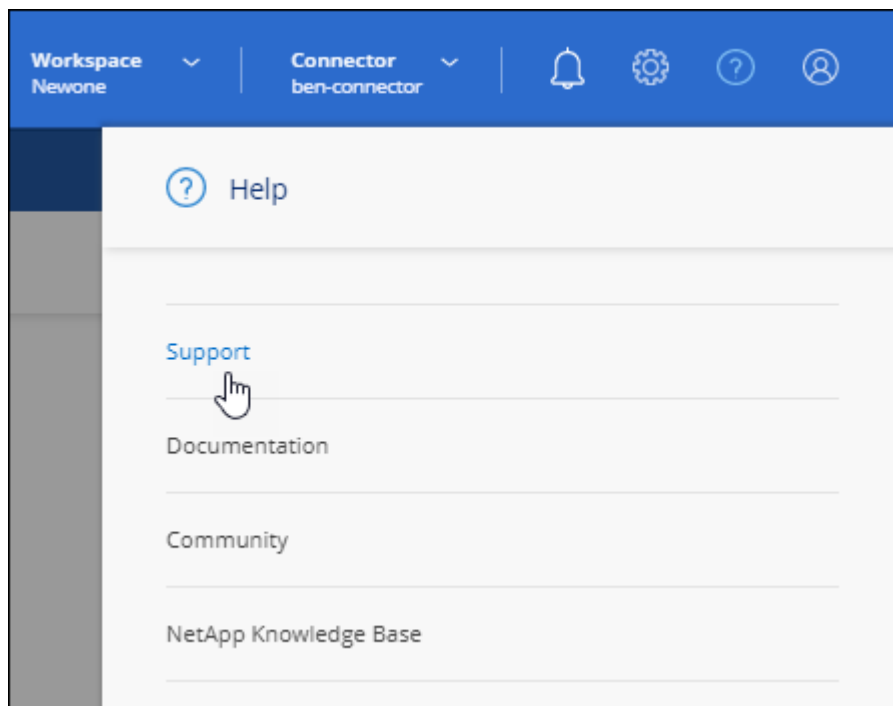 Workspace
Newone
Connector
ben-connector
Help
Support
Documentation
Community
NetApp Knowledge Base